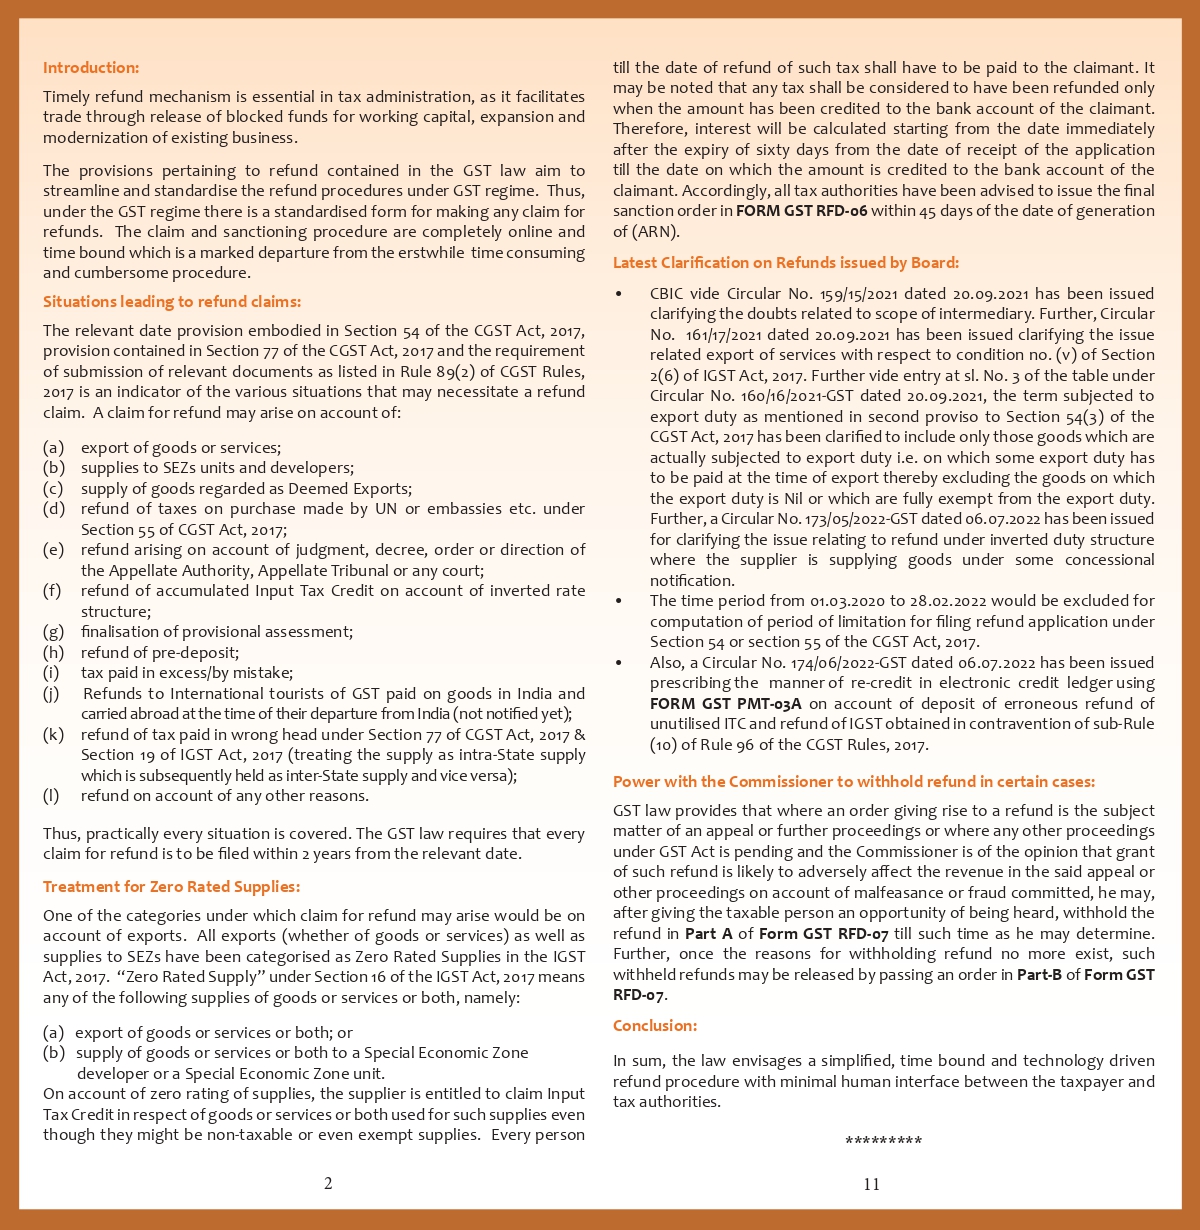 Introduction:
Timely refund mechanism is essential in tax administration, as it facilitates
trade through release of blocked funds for working capital, expansion and
modernization of existing business.
The provisions pertaining to refund contained in the GST law aim to
streamline and standardise the refund procedures under GST regime. Thus,
under the GST regime there is a standardised form for making any claim for
refunds. The claim and sanctioning procedure are completely online and
time bound which is a marked departure from the erstwhile time consuming
and cumbersome procedure.
Situations leading to refund claims:
The relevant date provision embodied in Section 54 of the CGST Act, 2017,
provision contained in Section 77 of the CGST Act, 2017 and the requirement
of submission of relevant documents as listed in Rule 89(2) of CGST Rules,
2017 is an indicator of the various situations that may necessitate a refund
claim. A claim for refund may arise on account of:
(a) export of goods or services;
(b) supplies to SEZs units and developers;
(c) supply of goods regarded as Deemed Exports;
(d) refund of taxes on purchase made by UN or embassies etc. under
Section 55 of CGST Act, 2017;
(e) refund arising on account of judgment, decree, order or direction of
the Appellate Authority, Appellate Tribunal or any court;
(f) refund of accumulated Input Tax Credit on account of inverted rate
structure;
(g) finalisation of provisional assessment;
(h) refund of pre-deposit;
(i) tax paid in excess/by mistake;
(j) Refunds to International tourists of GST paid on goods in India and
carried abroad at the time of their departure from India (not notified yet);
(k) refund of tax paid in wrong head under Section 77 of CGST Act, 2017 &
Section 19 of IGST Act, 2017 (treating the supply as intra-State supply
which is subsequently held as inter-State supply and vice versa);
(l) refund on account of any other reasons.
Thus, practically every situation is covered. The GST law requires that every
claim for refund is to be filed within 2 years from the relevant date.
Treatment for Zero Rated Supplies:
One of the categories under which claim for refund may arise would be on
account of exports. All exports (whether of goods or services) as well as
supplies to SEZs have been categorised as Zero Rated Supplies in the IGST
Act, 2017. “Zero Rated Supply” under Section 16 of the IGST Act, 2017 means
any of the following supplies of goods or services or both, namely:
(a) export of goods or services or both; or
(b) supply of goods or services or both to a Special Economic Zone
developer or a Special Economic Zone unit.
On account of zero rating of supplies, the supplier is entitled to claim Input
Tax Credit in respect of goods or services or both used for such supplies even
though they might be non-taxable or even exempt supplies. Every person
2
till the date of refund of such tax shall have to be paid to the claimant. It
may be noted that any tax shall be considered to have been refunded only
when the amount has been credited to the bank account of the claimant.
Therefore, interest will be calculated starting from the date immediately
after the expiry of sixty days from the date of receipt of the application
till the date on which the amount is credited to the bank account of the
claimant. Accordingly, all tax authorities have been advised to issue the final
sanction order in FORM GST RFD-06 within 45 days of the date of generation
of (ARN).
Latest Clarification on Refunds issued by Board:
• CBIC vide Circular No. 159/15/2021 dated 20.09.2021 has been issued
clarifying the doubts related to scope of intermediary. Further, Circular
No. 161/17/2021 dated 20.09.2021 has been issued clarifying the issue
related export of services with respect to condition no. (v) of Section
2(6) of IGST Act, 2017. Further vide entry at sl. No. 3 of the table under
Circular No. 160/16/2021-GST dated 20.09.2021, the term subjected to
export duty as mentioned in second proviso to Section 54(3) of the
CGST Act, 2017 has been clarified to include only those goods which are
actually subjected to export duty i.e. on which some export duty has
to be paid at the time of export thereby excluding the goods on which
the export duty is Nil or which are fully exempt from the export duty.
Further, a Circular No. 173/05/2022-GST dated 06.07.2022 has been issued
for clarifying the issue relating to refund under inverted duty structure
where the supplier is supplying goods under some concessional
notification.
• The time period from 01.03.2020 to 28.02.2022 would be excluded for
computation of period of limitation for filing refund application under
Section 54 or section 55 of the CGST Act, 2017.
• Also, a Circular No. 174/06/2022-GST dated 06.07.2022 has been issued
prescribing the manner of re-credit in electronic credit ledger using
FORM GST PMT-03A on account of deposit of erroneous refund of
unutilised ITC and refund of IGST obtained in contravention of sub-Rule
(10) of Rule 96 of the CGST Rules, 2017.
Power with the Commissioner to withhold refund in certain cases:
GST law provides that where an order giving rise to a refund is the subject
matter of an appeal or further proceedings or where any other proceedings
under GST Act is pending and the Commissioner is of the opinion that grant
of such refund is likely to adversely affect the revenue in the said appeal or
other proceedings on account of malfeasance or fraud committed, he may,
after giving the taxable person an opportunity of being heard, withhold the
refund in Part A of Form GST RFD-07 till such time as he may determine.
Further, once the reasons for withholding refund no more exist, such
withheld refunds may be released by passing an order in Part-B of Form GST
RFD-07.
Conclusion:
In sum, the law envisages a simplified, time bound and technology driven
refund procedure with minimal human interface between the taxpayer and
tax authorities.
*********
11